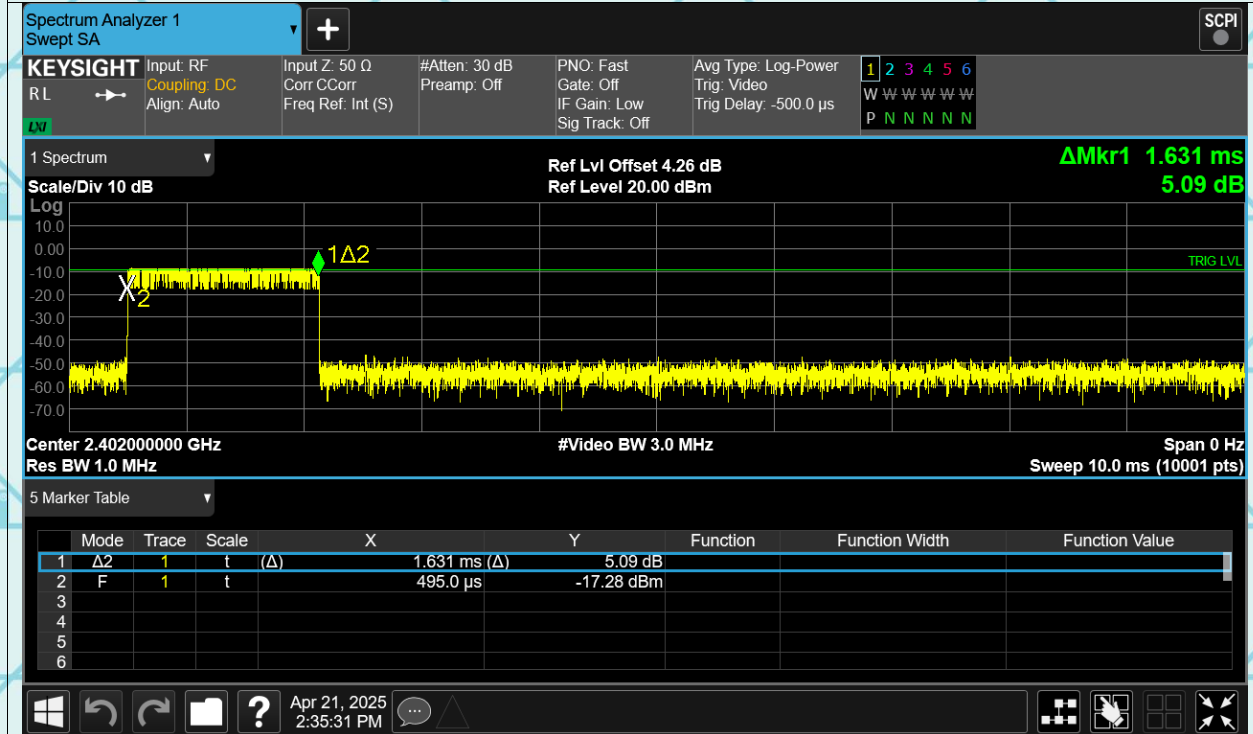 Spectrum Analyzer 1
Swept SA
SCPI
KEYSIGHT
RL
LXI
Input: RF
Coupling: DC
Align: Auto
Input Z: 50 Ω
Corr CCorr
Freq Ref: Int (S)
#Atten: 30 dB
Preamp: Off
PNO: Fast
Gate: Off
IF Gain: Low
Sig Track: Off
Avg Type: Log-Power
Trig: Video
Trig Delay: -500.0 µs
1 2 3 4 5 6
W W W W W W
P N N N N N
1 Spectrum
Scale/Div 10 dB
Ref Lvl Offset 4.26 dB
Ref Level 20.00 dBm
ΔMkr1 1.631 ms
5.09 dB
Log
10.0
0.00
-10.0
-20.0
-30.0
-40.0
-50.0
-60.0
-70.0
1Δ2
2
TRIG LVL
Center 2.402000000 GHz
#Video BW 3.0 MHz
Span 0 Hz
Res BW 1.0 MHz
Sweep 10.0 ms (10001 pts)
5 Marker Table
Mode Trace Scale X Y Function Function Width Function Value
1 Δ2 1 t (Δ) 1.631 ms (Δ) 5.09 dB
2 F 1 t 495.0 µs -17.28 dBm
3
4
5
6
?
Apr 21, 2025
2:35:31 PM